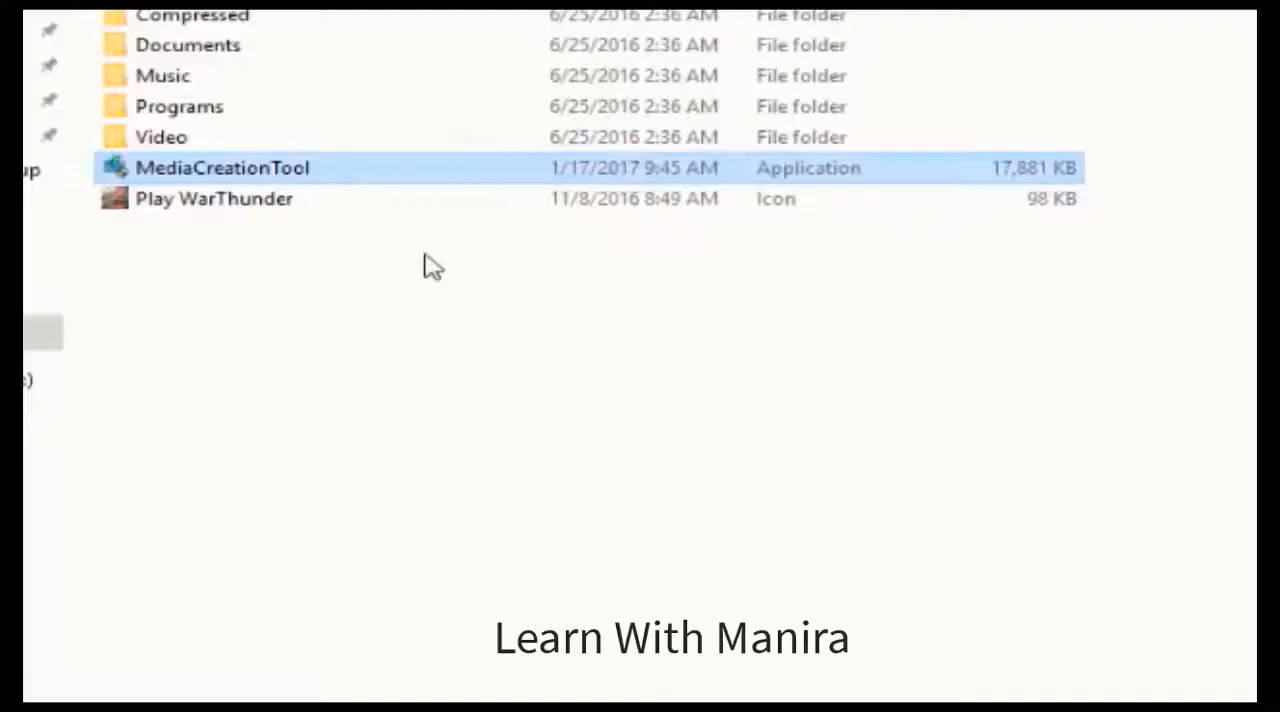 Compressed 6/25/2016 2:36 AM File folder
Documents 6/25/2016 2:36 AM File folder
Music 6/25/2016 2:36 AM File folder
Programs 6/25/2016 2:36 AM File folder
Video 6/25/2016 2:36 AM File folder
up MediaCreationTool 1/17/2017 9:45 AM Application 17,881 KB
Play WarThunder 11/8/2016 8:49 AM Icon 98 KB
:)
Learn With Manira